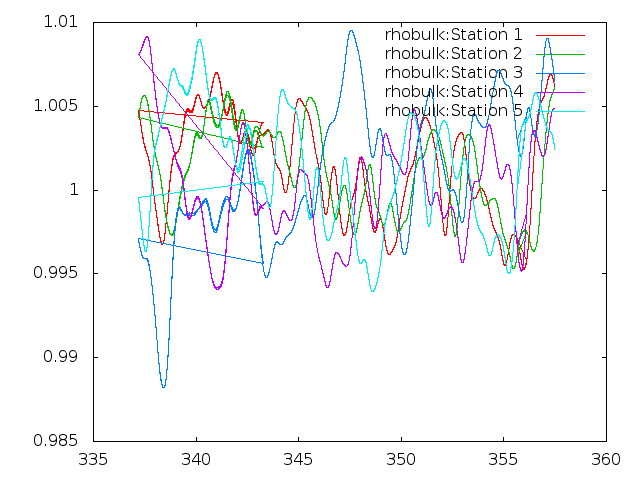 1.01
1.005
1
0.995
0.99
0.985
335
340
345
350
355
360
rhobulk:Station 1
rhobulk:Station 2
rhobulk:Station 3
rhobulk:Station 4
rhobulk:Station 5